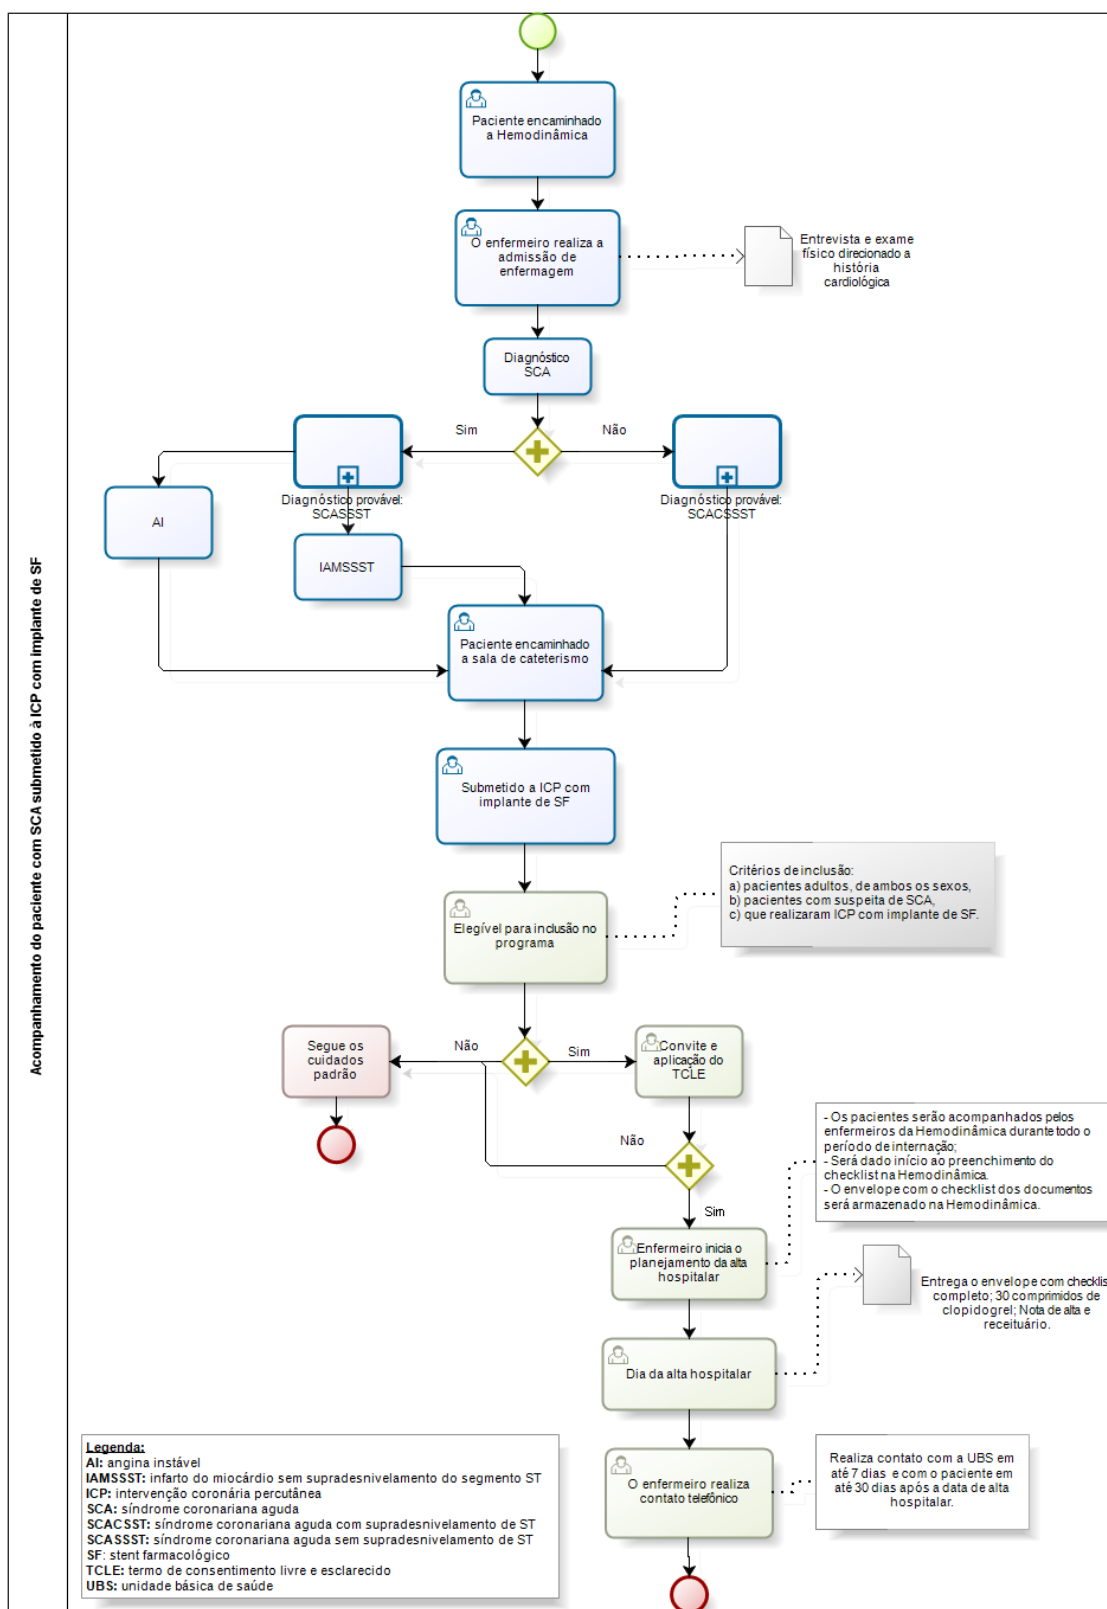 Acompanhamento do paciente com SCA submetido à ICP com implante de SF
Paciente encaminhado
a Hemodinâmica
O enfermeiro realiza a
admissão de
enfermagem
Entrevista e exame
físico direcionado a
história
cardiológica
Diagnóstico
SCA
Sim
Não
Diagnóstico provável:
SCASSST
Diagnóstico provável:
SCACSSST
AI
IAMSSST
Paciente encaminhado
a sala de cateterismo
Submetido a ICP com
implante de SF
Critérios de inclusão:
a) pacientes adultos, de ambos os sexos,
b) pacientes com suspeita de SCA,
c) que realizaram ICP com implante de SF.
Elegível para inclusão no
programa
Segue os
cuidados
padrão
Não
Sim
Convite e
aplicação do
TCLE
Não
Sim
- Os pacientes serão acompanhados pelos
enfermeiros da Hemodinâmica durante todo o
período de internação;
- Será dado início ao preenchimento do
checklist na Hemodinâmica.
- O envelope com o checklist dos documentos
será armazenado na Hemodinâmica.
Enfermeiro inicia o
planejamento da alta
hospitalar
Entrega o envelope com checklis
completo; 30 comprimidos de
clopidogrel; Nota de alta e
receituário.
Dia da alta hospitalar
O enfermeiro realiza
contato telefônico
Realiza contato com a UBS em
até 7 dias e com o paciente em
até 30 dias após a data de alta
hospitalar.
Legenda:
AI: angina instável
IAMSSST: infarto do miocárdio sem supradesnivelamento do segmento ST
ICP: intervenção coronária percutânea
SCA: síndrome coronariana aguda
SCACSST: síndrome coronariana aguda com supradesnivelamento de ST
SCASSST: síndrome coronariana aguda sem supradesnivelamento de ST
SF: stent farmacológico
TCLE: termo de consentimento livre e esclarecido
UBS: unidade básica de saúde